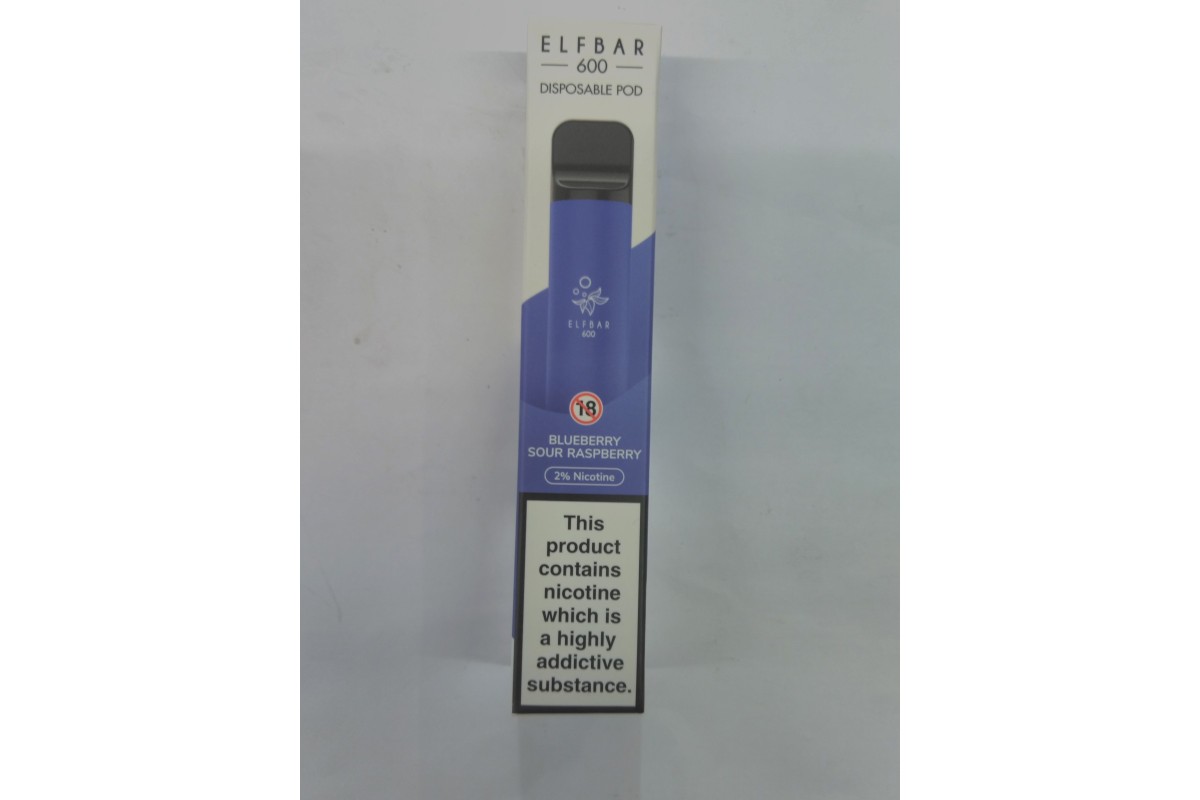 ELFBAR
600
DISPOSABLE POD
ELFBAR
600
18
BLUEBERRY
SOUR RASPBERRY
2% Nicotine
This
product
contains
nicotine
which is
a highly
addictive
substance.